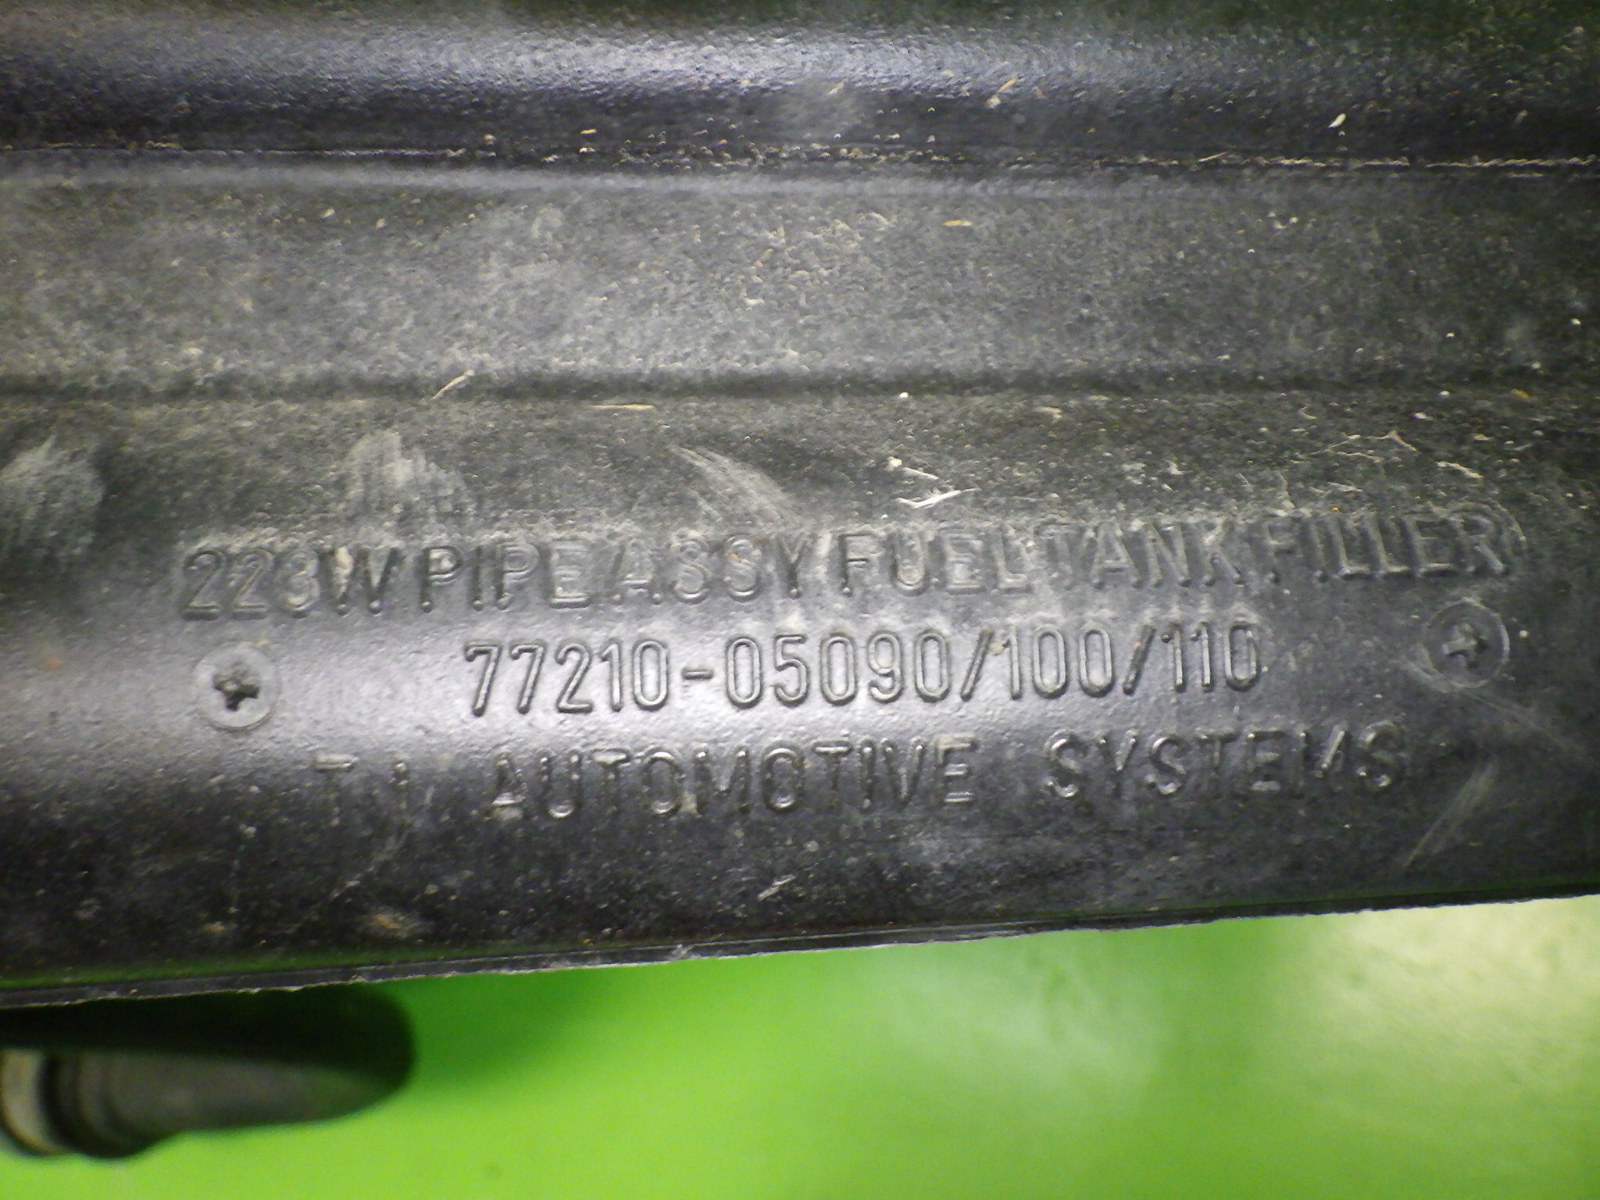 223W PIPE ASSY FUEL TANK FILLER
77210-05090/100/110
T I AUTOMOTIVE SYSTEMS